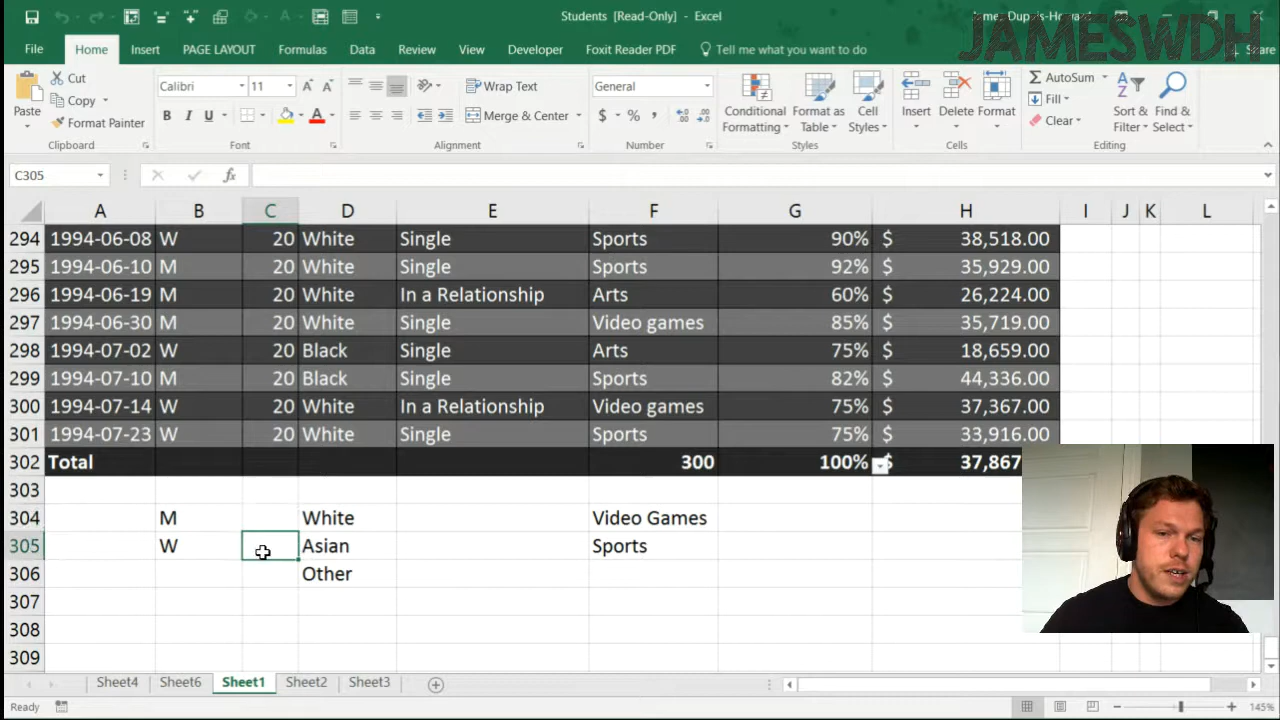 Students [Read-Only] - Excel
JAMESWDH
File Home Insert PAGE LAYOUT Formulas Data Review View Developer Foxit Reader PDF Tell me what you want to do Share
Paste Cut Copy Format Painter Clipboard
Calibri 11 B I U A A A Font
Wrap Text Merge & Center Alignment
General $ % , Number
Conditional Formatting Format as Table Cell Styles Styles
Insert Delete Format Cells
AutoSum Fill Clear Sort & Filter Find & Select Editing
C305 fx
A B C D E F G H I J K L
294 1994-06-08 W 20 White Single Sports 90% $ 38,518.00
295 1994-06-10 M 20 White Single Sports 92% $ 35,929.00
296 1994-06-19 M 20 White In a Relationship Arts 60% $ 26,224.00
297 1994-06-30 M 20 White Single Video games 85% $ 35,719.00
298 1994-07-02 W 20 Black Single Arts 75% $ 18,659.00
299 1994-07-10 M 20 Black Single Sports 82% $ 44,336.00
300 1994-07-14 W 20 White In a Relationship Video games 75% $ 37,367.00
301 1994-07-23 W 20 White Single Sports 75% $ 33,916.00
302 Total 300 100% $ 37,867
303
304 M White Video Games
305 W Asian Sports
306 Other
307
308
309
Sheet4 Sheet6 Sheet1 Sheet2 Sheet3
Ready 145%